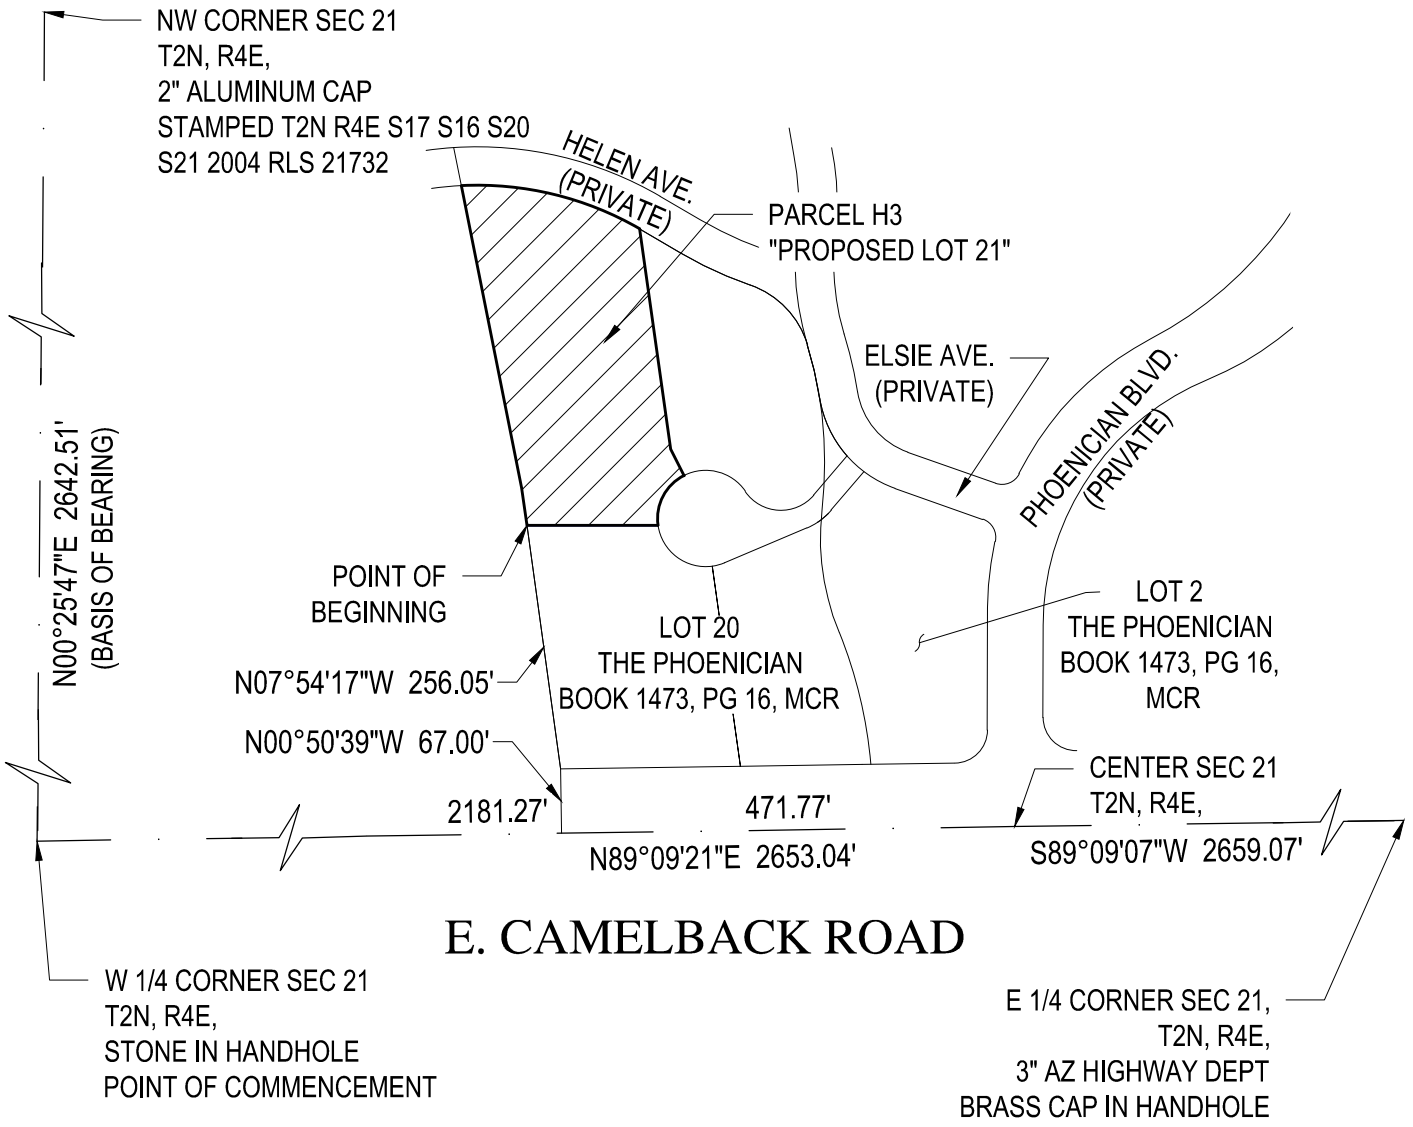 NW CORNER SEC 21
T2N, R4E,
2" ALUMINUM CAP
STAMPED T2N R4E S17 S16 S20
S21 2004 RLS 21732
HELEN AVE.
(PRIVATE)
PARCEL H3
"PROPOSED LOT 21"
ELSIE AVE.
(PRIVATE)
PHOENICIAN BLVD.
(PRIVATE)
N00°25'47"E 2642.51'
(BASIS OF BEARING)
POINT OF
BEGINNING
LOT 20
THE PHOENICIAN
BOOK 1473, PG 16, MCR
LOT 2
THE PHOENICIAN
BOOK 1473, PG 16,
MCR
N07°54'17"W 256.05'
N00°50'39"W 67.00'
CENTER SEC 21
T2N, R4E,
2181.27'
471.77'
N89°09'21"E 2653.04'
S89°09'07"W 2659.07'
E. CAMELBACK ROAD
W 1/4 CORNER SEC 21
T2N, R4E,
STONE IN HANDHOLE
POINT OF COMMENCEMENT
E 1/4 CORNER SEC 21,
T2N, R4E,
3" AZ HIGHWAY DEPT
BRASS CAP IN HANDHOLE